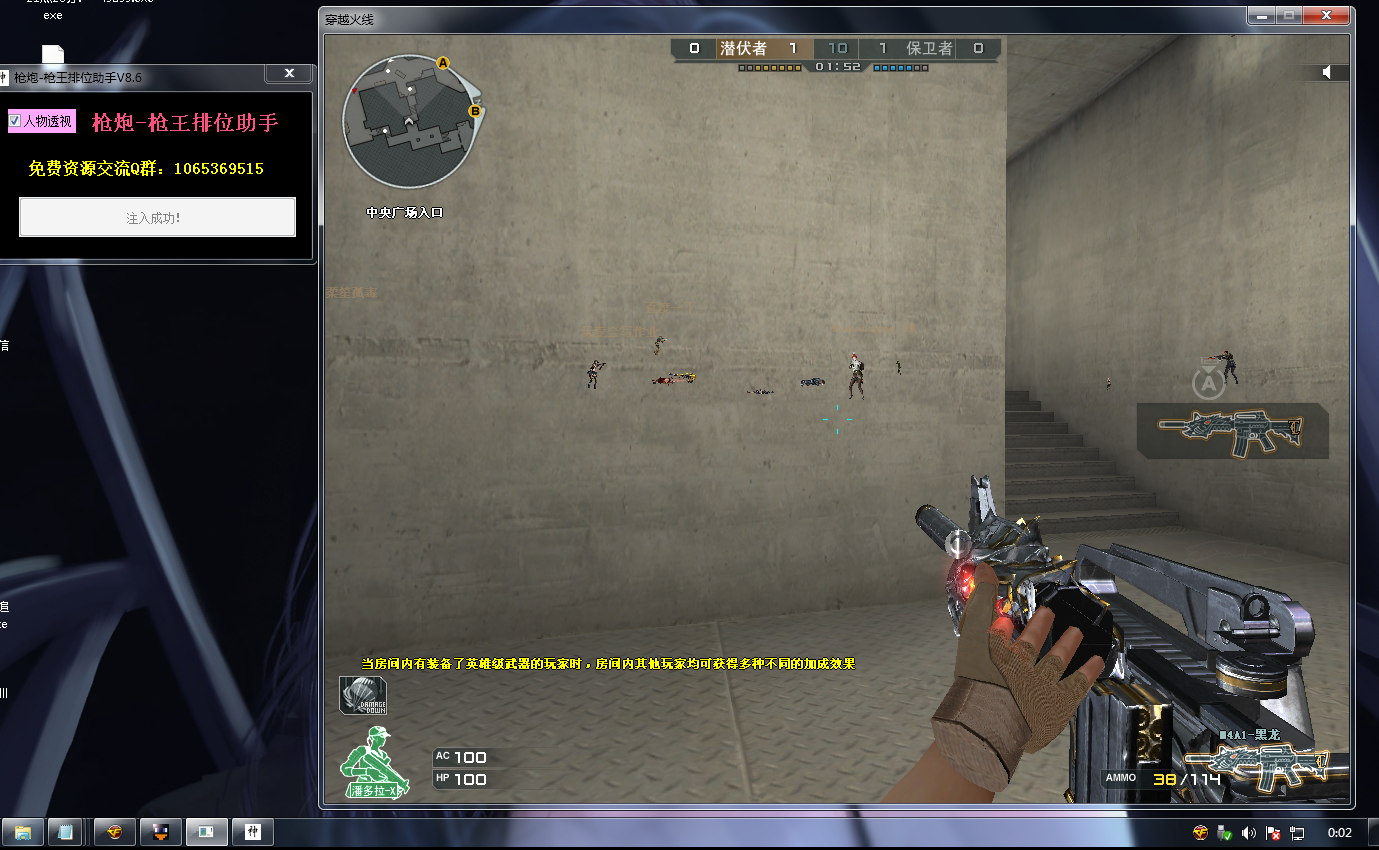 exe
枪炮-枪王排位助手V8.6
人物透视
枪炮-枪王排位助手
免费资源交流Q群：1065369515
注入成功!
信
穿越火线
0 潜伏者 1 10 1 保卫者 0
01:52
A
B
中央广场入口
A
当房间内有装备了英雄级武器的玩家时，房间内其他玩家均可获得多种不同的加成效果
DAMAGE DOWN
AC 100
HP 100
潘多拉-X
M4A1-黑龙
AMMO 38/114
神
0:02